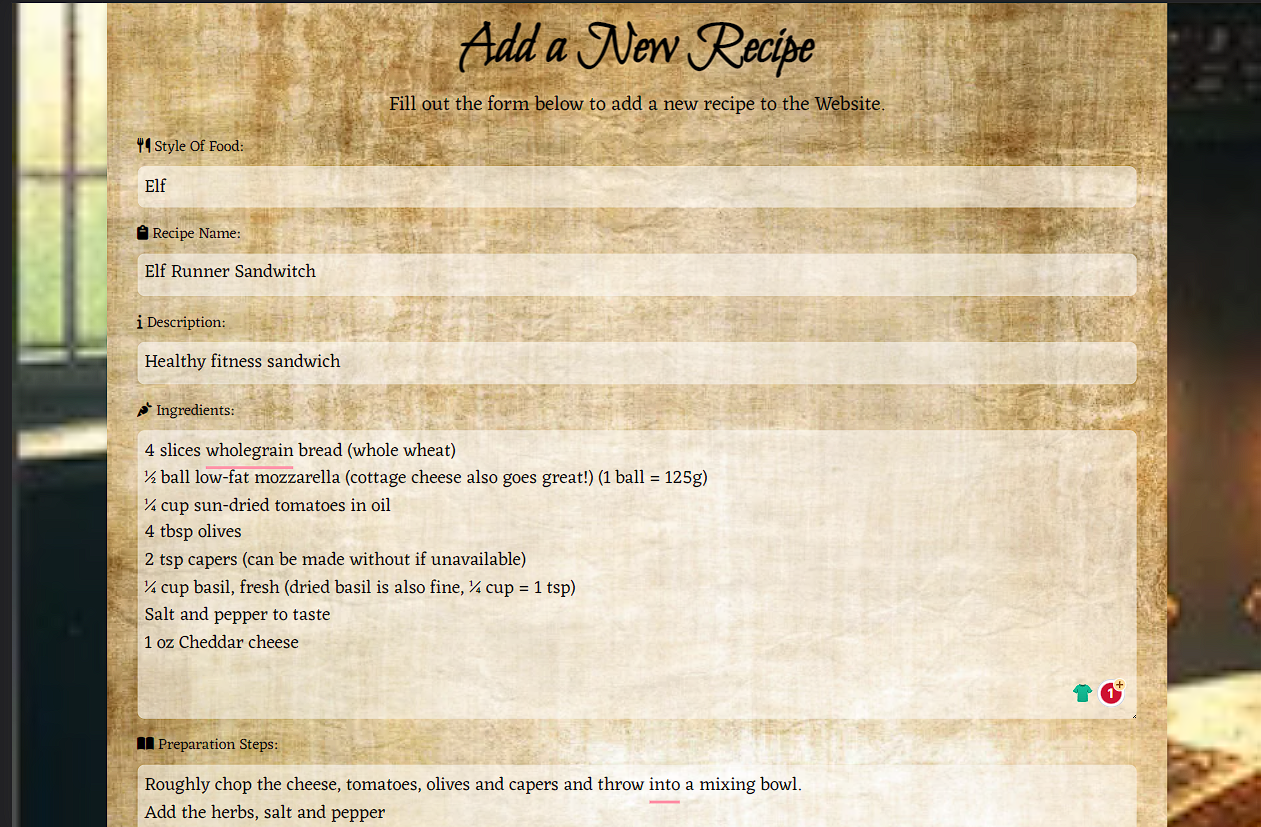 Add a New Recipe
Fill out the form below to add a new recipe to the Website.
Style Of Food:
Elf
Recipe Name:
Elf Runner Sandwitch
Description:
Healthy fitness sandwich
Ingredients:
4 slices wholegrain bread (whole wheat)
½ ball low-fat mozzarella (cottage cheese also goes great!) (1 ball = 125g)
¼ cup sun-dried tomatoes in oil
4 tbsp olives
2 tsp capers (can be made without if unavailable)
¼ cup basil, fresh (dried basil is also fine, ¼ cup = 1 tsp)
Salt and pepper to taste
1 oz Cheddar cheese
1+
Preparation Steps:
Roughly chop the cheese, tomatoes, olives and capers and throw into a mixing bowl.
Add the herbs, salt and pepper